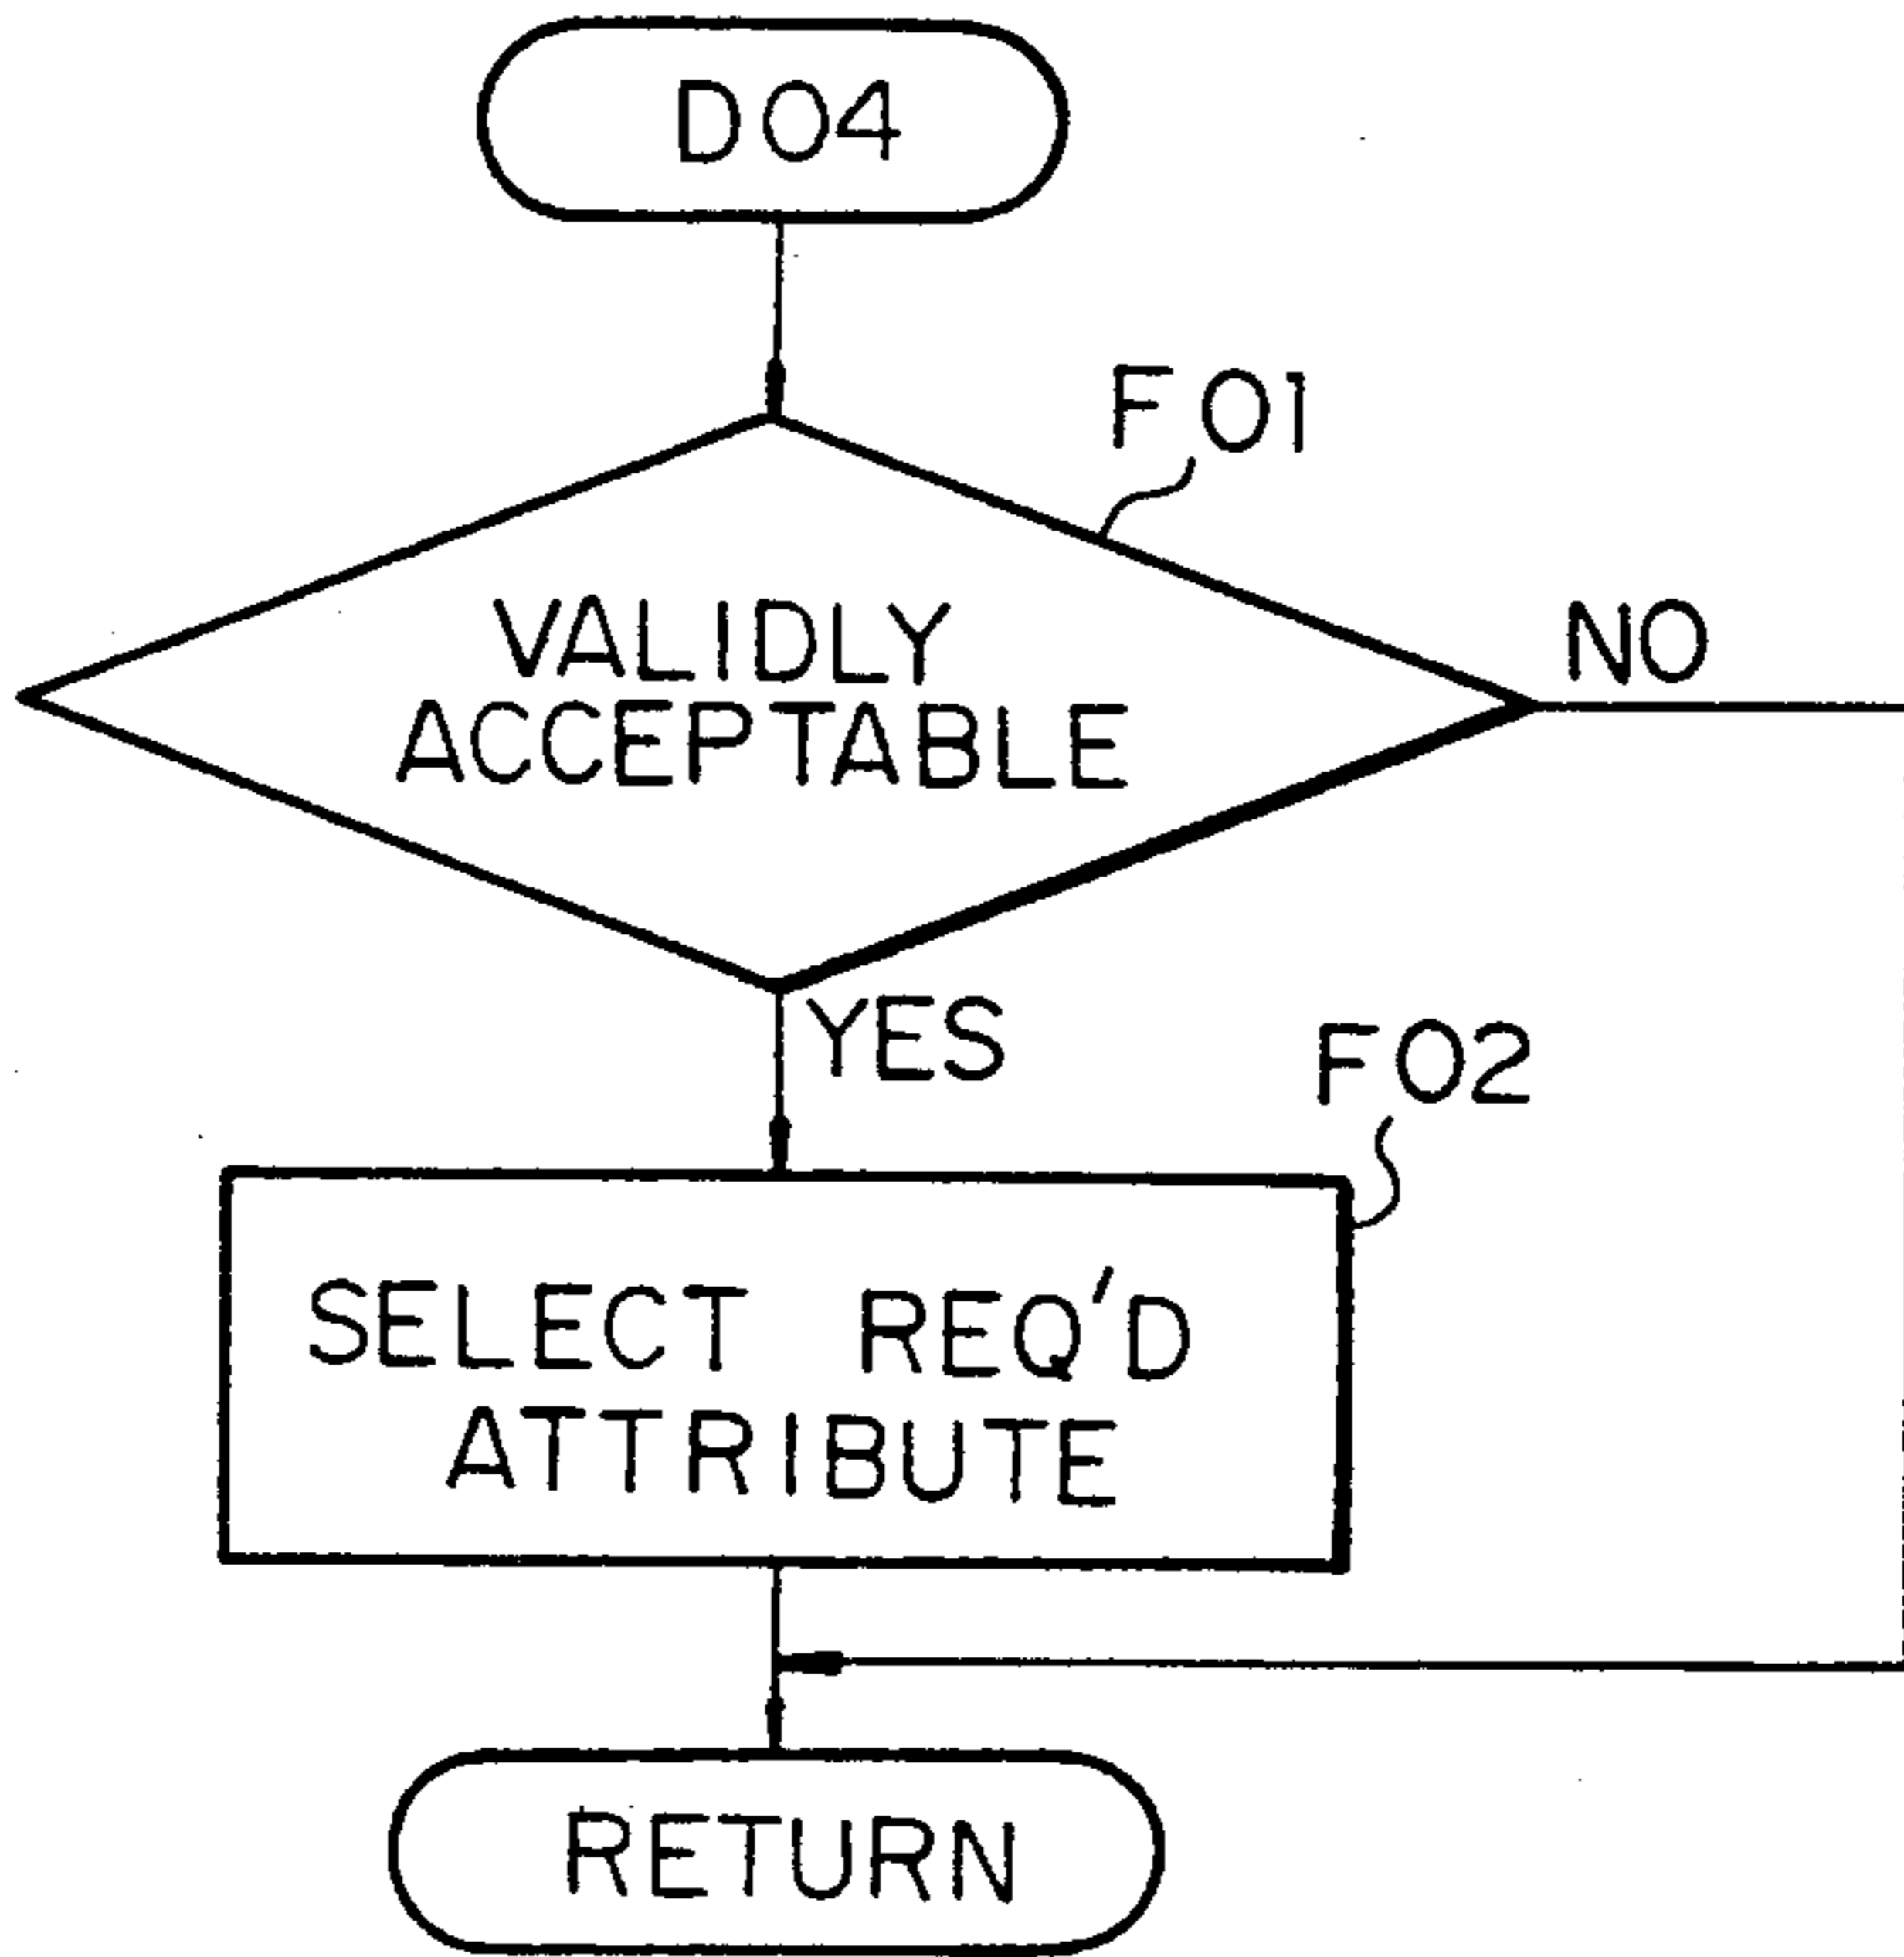 D04
F01
VALIDLY
ACCEPTABLE
NO
YES
F02
SELECT REQ'D
ATTRIBUTE
RETURN